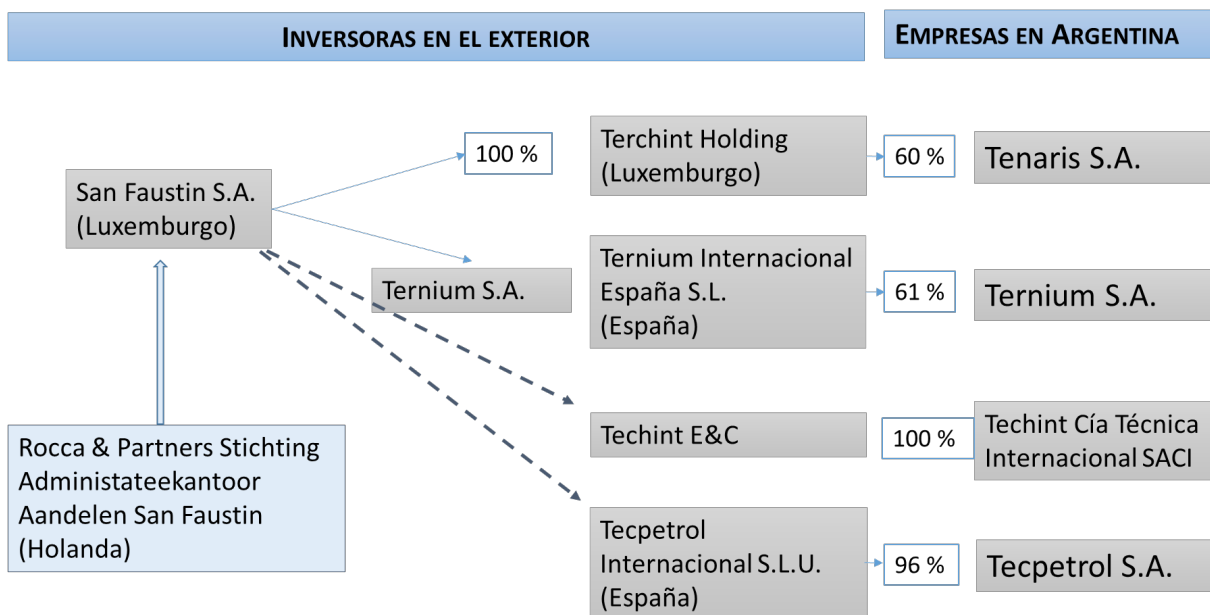 INVERSORAS EN EL EXTERIOR
EMPRESAS EN ARGENTINA
San Faustin S.A.
(Luxemburgo)
100 %
Terchint Holding
(Luxemburgo)
60 %
Tenaris S.A.
Ternium S.A.
Ternium Internacional
España S.L.
(España)
61 %
Ternium S.A.
Rocca & Partners Stichting
Administateekantoor
Aandelen San Faustin
(Holanda)
Techint E&C
100 %
Techint Cía Técnica
Internacional SACI
Tecpetrol
Internacional S.L.U.
(España)
96 %
Tecpetrol S.A.